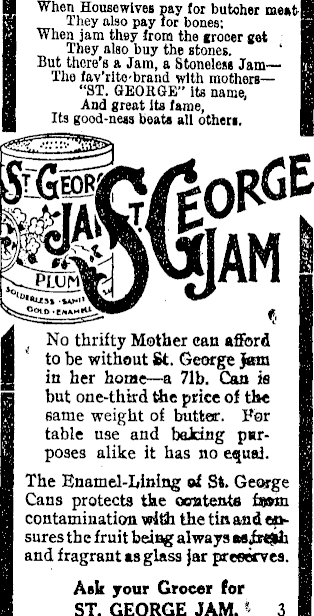 When Housewives pay for butcher meat
They also pay for bones;
When jam they from the grocer get
They also buy the stones.
But there's a Jam, a Stoneless Jam—
The fav'rite brand with mothers—
"ST. GEORGE" its name,
And great its fame,
Its good-ness beats all others.
ST GEORGE
JAM
PLUM
SOLDERLESS · SANIT
GOLD · ENAMELL
ST. GEORGE
JAM
No thrifty Mother can afford
to be without St. George Jam
in her home—a 7lb. Can is
but one-third the price of the
same weight of butter. For
table use and baking pur-
poses alike it has no equal.
The Enamel-Lining of St. George
Cans protects the contents from
contamination with the tin and en-
sures the fruit being always as fresh
and fragrant as glass jar preserves.
Ask your Grocer for
ST. GEORGE JAM. 3